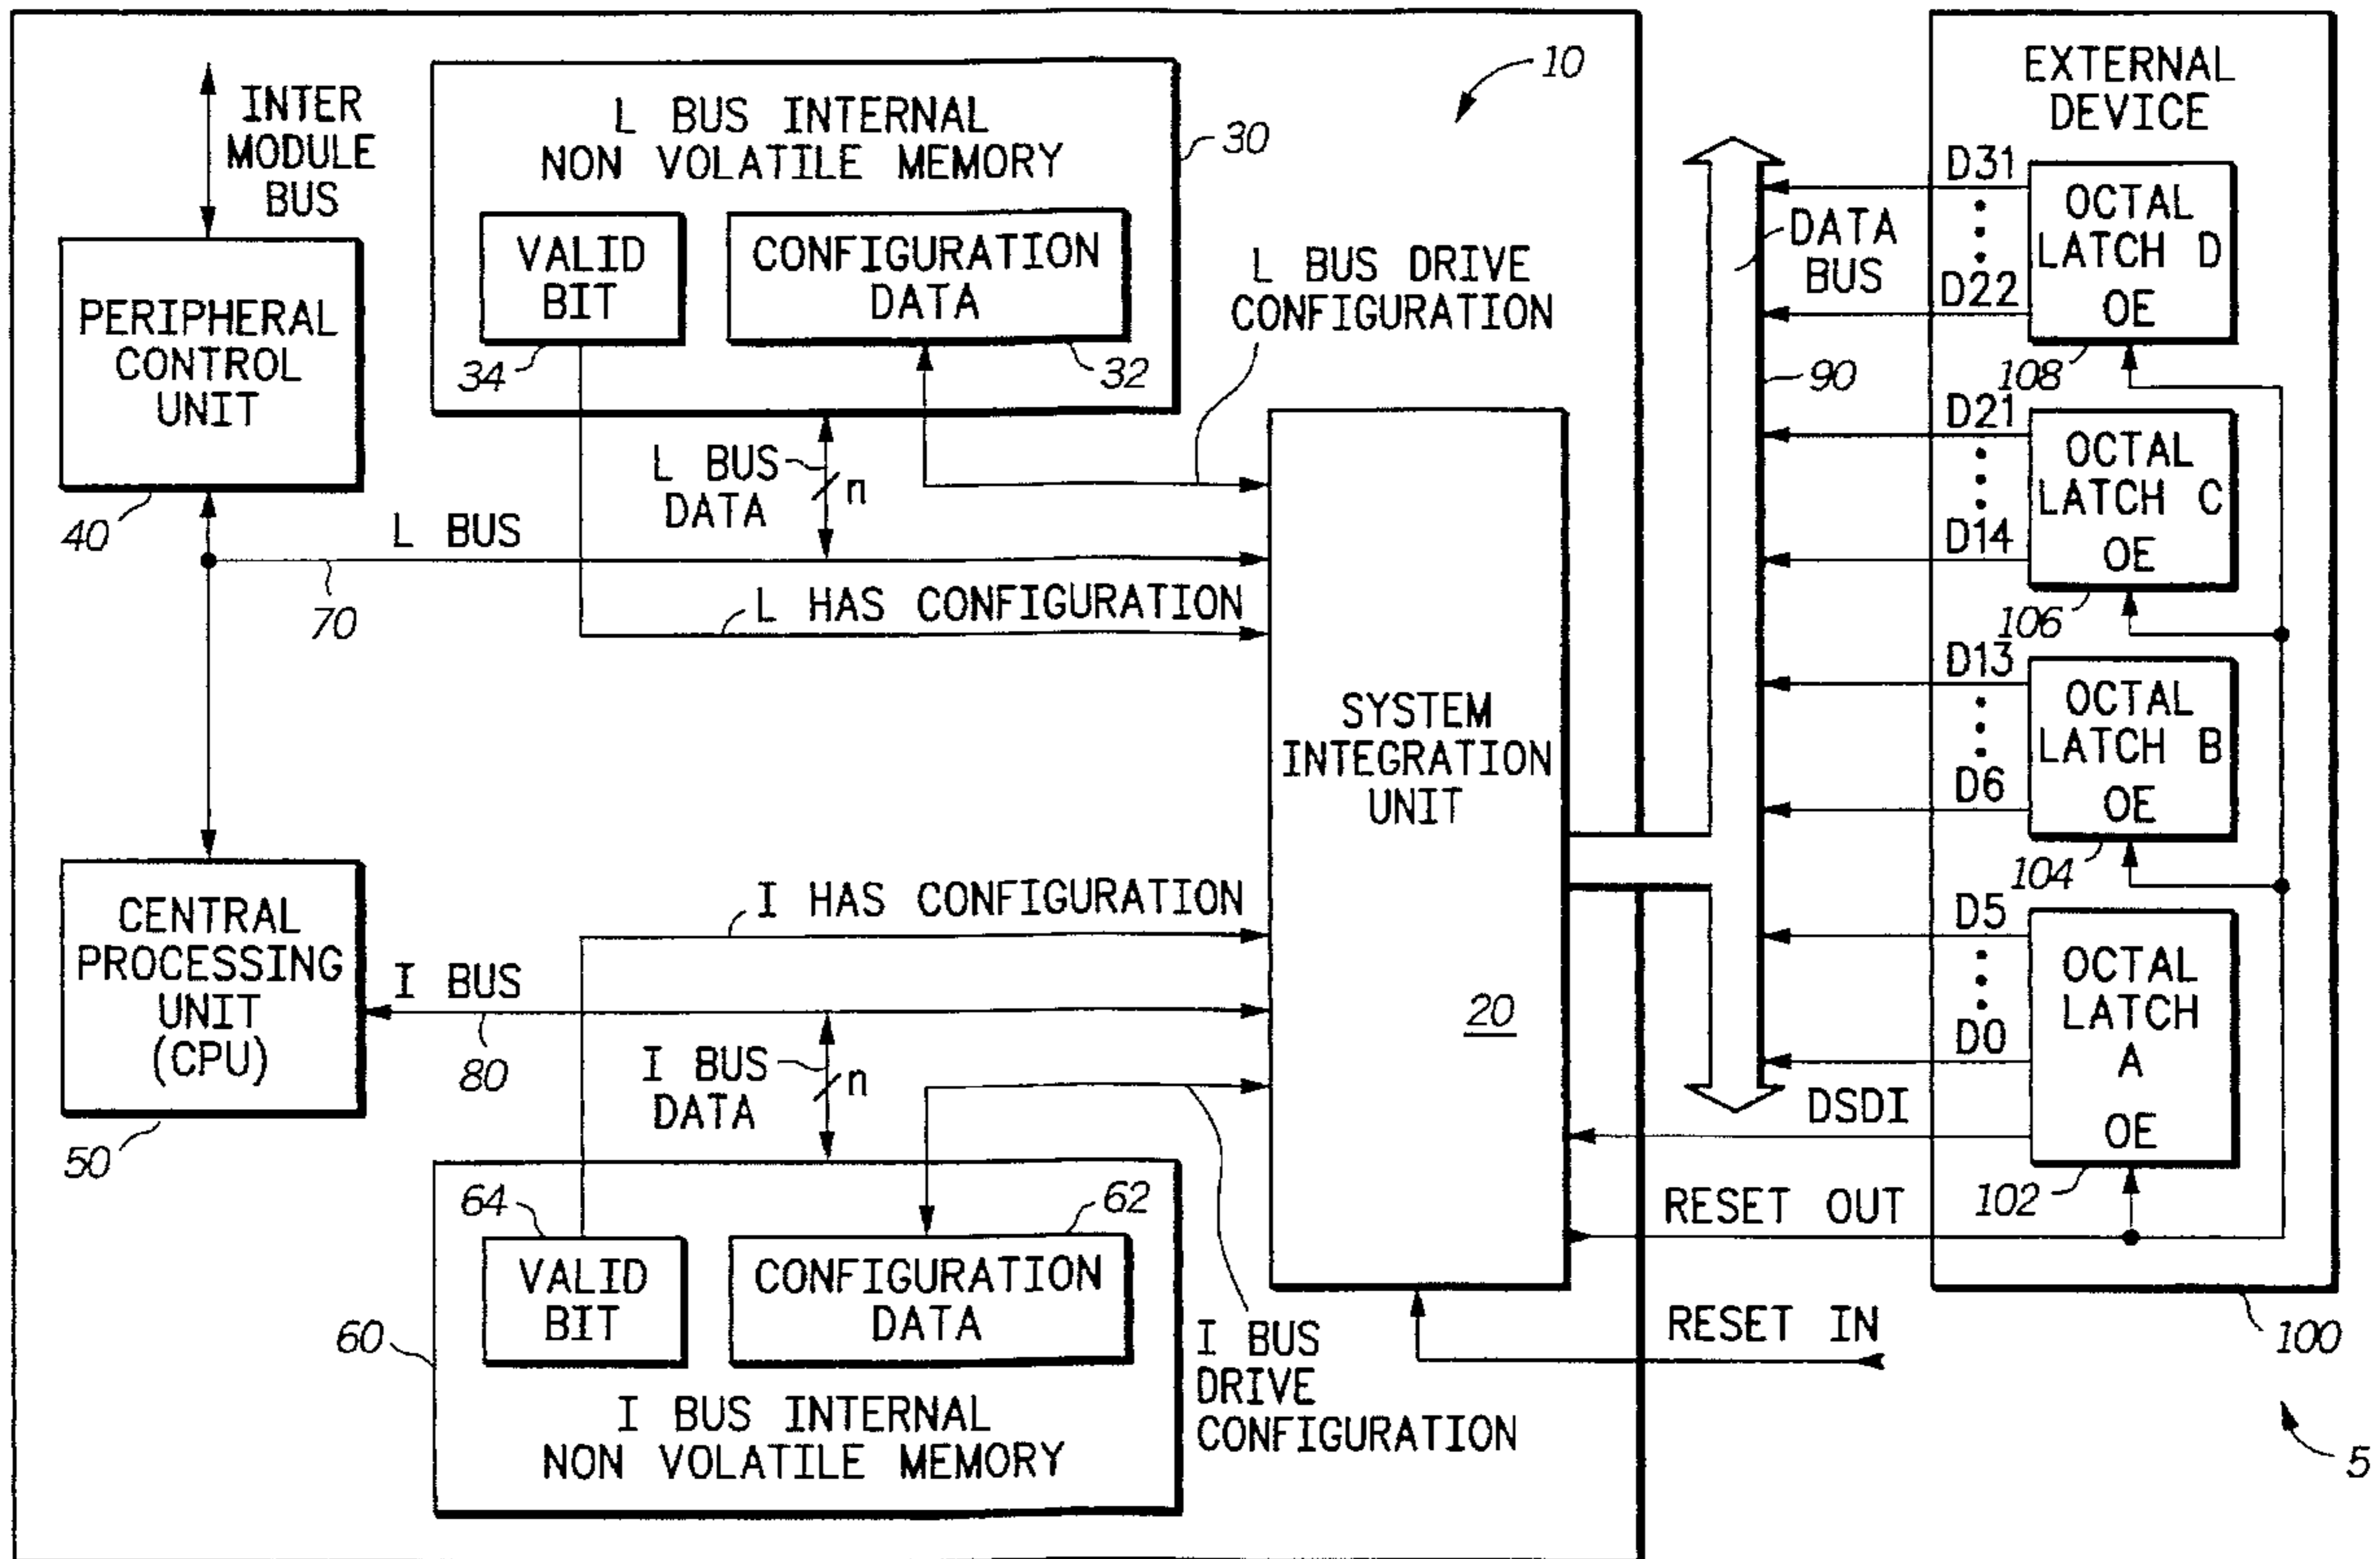 10
INTER
MODULE
BUS
L BUS INTERNAL
NON VOLATILE MEMORY
30
VALID
BIT
34
CONFIGURATION
DATA
32
PERIPHERAL
CONTROL
UNIT
40
L BUS DRIVE
CONFIGURATION
L BUS
DATA
n
L BUS
70
L HAS CONFIGURATION
SYSTEM
INTEGRATION
UNIT
20
CENTRAL
PROCESSING
UNIT
(CPU)
50
I HAS CONFIGURATION
I BUS
80
I BUS
DATA
n
64
VALID
BIT
62
CONFIGURATION
DATA
60
I BUS INTERNAL
NON VOLATILE MEMORY
I BUS
DRIVE
CONFIGURATION
DATA
BUS
90
EXTERNAL
DEVICE
D31
D22
OCTAL
LATCH D
OE
108
D21
D14
OCTAL
LATCH C
OE
106
D13
D6
OCTAL
LATCH B
OE
104
D5
D0
OCTAL
LATCH
A
OE
102
DSDI
RESET OUT
RESET IN
100
5